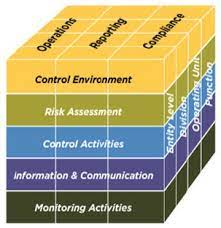 Operations
Reporting
Compliance
Control Environment
Risk Assessment
Control Activities
Information & Communication
Monitoring Activities
Entity Level
Division
Operating Unit
Function